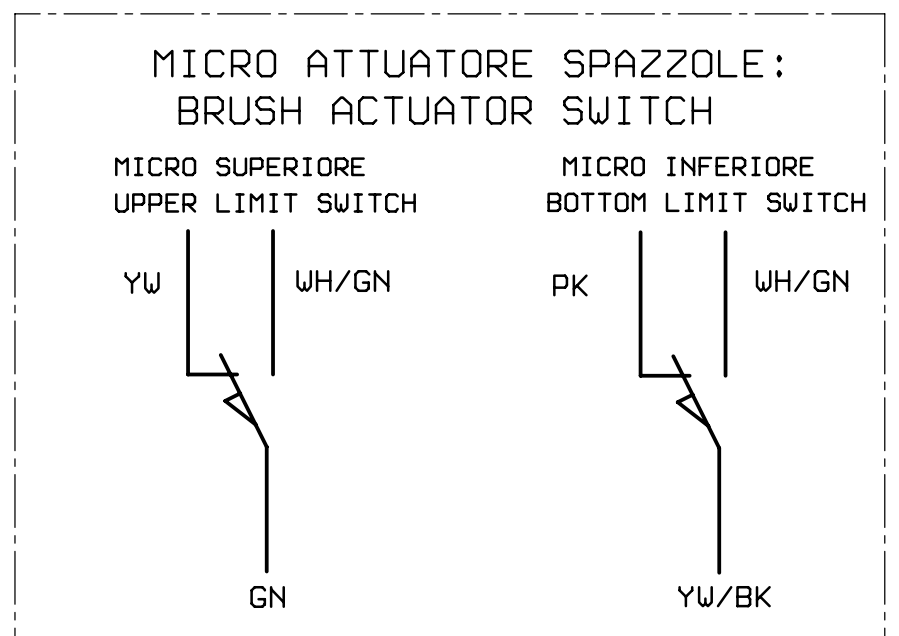 MICRO ATTUATORE SPAZZOLE:
BRUSH ACTUATOR SWITCH
MICRO SUPERIORE
UPPER LIMIT SWITCH
YW
WH/GN
GN
MICRO INFERIORE
BOTTOM LIMIT SWITCH
PK
WH/GN
YW/BK